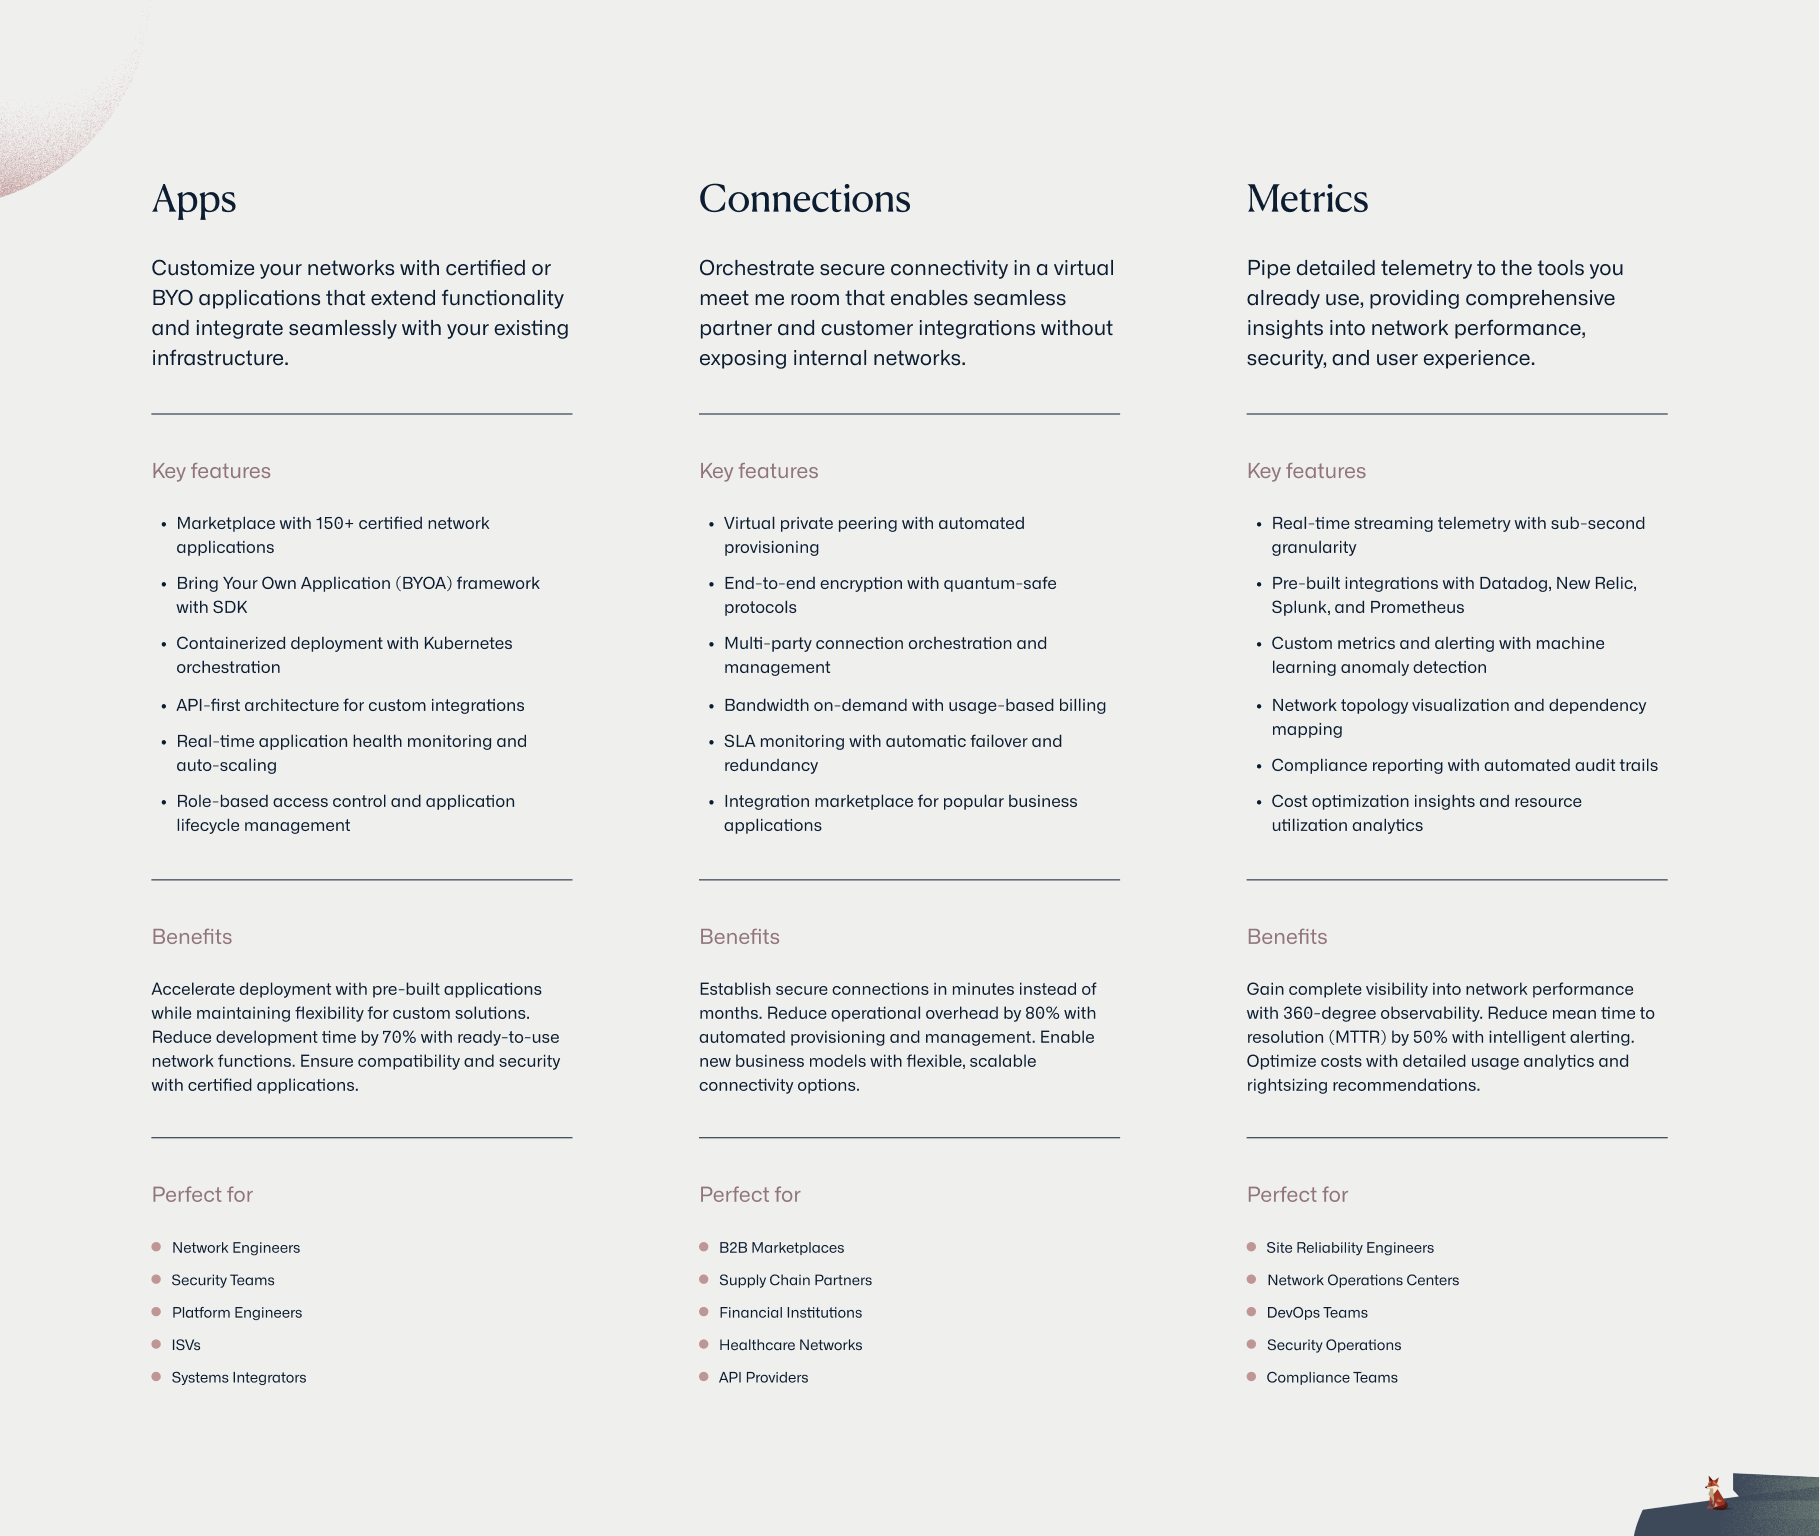 Apps
Customize your networks with certified or
BYO applications that extend functionality
and integrate seamlessly with your existing
infrastructure.
Key features
• Marketplace with 150+ certified network
applications
• Bring Your Own Application (BYOA) framework
with SDK
• Containerized deployment with Kubernetes
orchestration
• API-first architecture for custom integrations
• Real-time application health monitoring and
auto-scaling
• Role-based access control and application
lifecycle management
Benefits
Accelerate deployment with pre-built applications
while maintaining flexibility for custom solutions.
Reduce development time by 70% with ready-to-use
network functions. Ensure compatibility and security
with certified applications.
Perfect for
Network Engineers
Security Teams
Platform Engineers
ISVs
Systems Integrators
Connections
Orchestrate secure connectivity in a virtual
meet me room that enables seamless
partner and customer integrations without
exposing internal networks.
Key features
• Virtual private peering with automated
provisioning
• End-to-end encryption with quantum-safe
protocols
• Multi-party connection orchestration and
management
• Bandwidth on-demand with usage-based billing
• SLA monitoring with automatic failover and
redundancy
• Integration marketplace for popular business
applications
Benefits
Establish secure connections in minutes instead of
months. Reduce operational overhead by 80% with
automated provisioning and management. Enable
new business models with flexible, scalable
connectivity options.
Perfect for
B2B Marketplaces
Supply Chain Partners
Financial Institutions
Healthcare Networks
API Providers
Metrics
Pipe detailed telemetry to the tools you
already use, providing comprehensive
insights into network performance,
security, and user experience.
Key features
• Real-time streaming telemetry with sub-second
granularity
• Pre-built integrations with Datadog, New Relic,
Splunk, and Prometheus
• Custom metrics and alerting with machine
learning anomaly detection
• Network topology visualization and dependency
mapping
• Compliance reporting with automated audit trails
• Cost optimization insights and resource
utilization analytics
Benefits
Gain complete visibility into network performance
with 360-degree observability. Reduce mean time to
resolution (MTTR) by 50% with intelligent alerting.
Optimize costs with detailed usage analytics and
rightsizing recommendations.
Perfect for
Site Reliability Engineers
Network Operations Centers
DevOps Teams
Security Operations
Compliance Teams